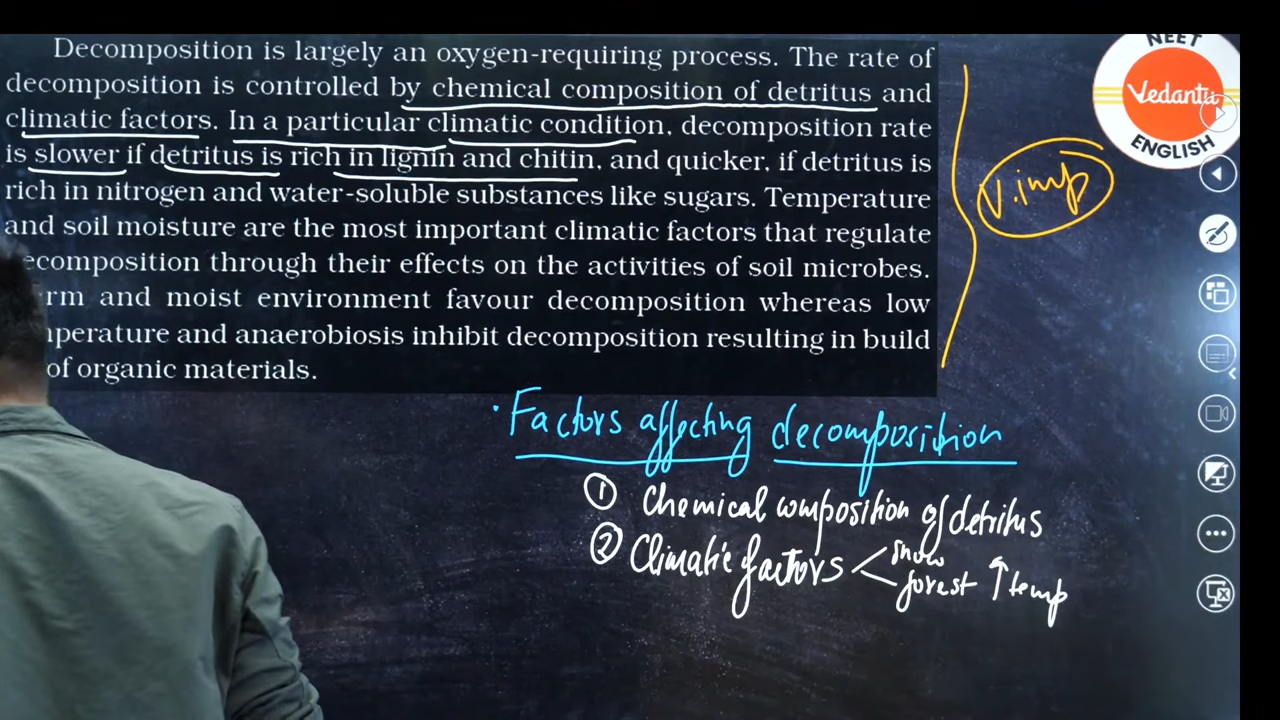 Decomposition is largely an oxygen-requiring process. The rate of
decomposition is controlled by chemical composition of detritus and
climatic factors. In a particular climatic condition, decomposition rate
is slower if detritus is rich in lignin and chitin, and quicker, if detritus is
rich in nitrogen and water-soluble substances like sugars. Temperature
and soil moisture are the most important climatic factors that regulate
ecomposition through their effects on the activities of soil microbes.
rm and moist environment favour decomposition whereas low
perature and anaerobiosis inhibit decomposition resulting in build
of organic materials.
NEET
Vedantu
ENGLISH
V.imp
· Factors affecting decomposition
① Chemical composition of detritus
② Climatic factors < snow
forest ↑ temp